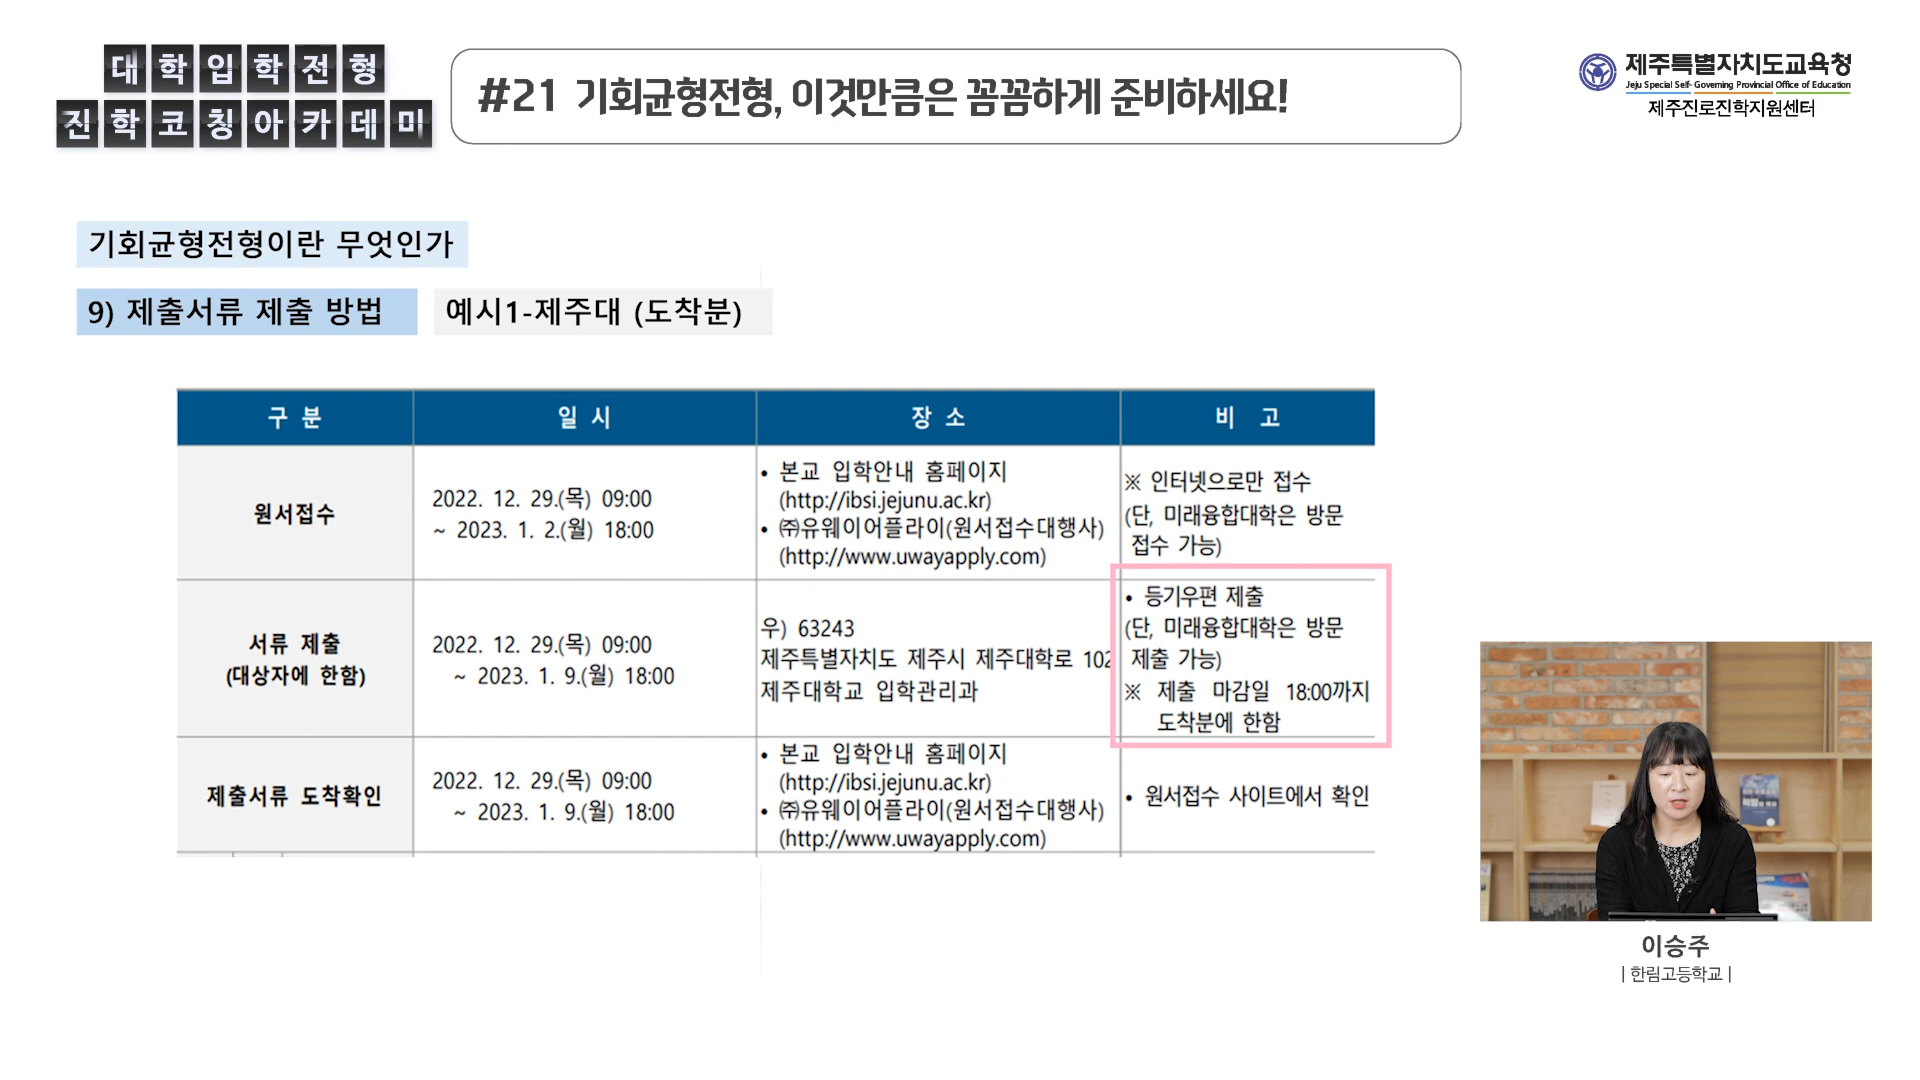 대학입학전형
진학코칭아카데미
#21 기회균형전형, 이것만큼은 꼼꼼하게 준비하세요!
제주특별자치도교육청
Jeju Special Self- Governing Provincial Office of Education
제주진로진학지원센터
기회균형전형이란 무엇인가
9) 제출서류 제출 방법
예시1-제주대 (도착분)
구 분
일 시
장 소
비 고
원서접수
2022. 12. 29.(목) 09:00
~ 2023. 1. 2.(월) 18:00
• 본교 입학안내 홈페이지
(http://ibsi.jejunu.ac.kr)
• ㈜유웨이어플라이(원서접수대행사)
(http://www.uwayapply.com)
※ 인터넷으로만 접수
(단, 미래융합대학은 방문
접수 가능)
서류 제출
(대상자에 한함)
2022. 12. 29.(목) 09:00
~ 2023. 1. 9.(월) 18:00
우) 63243
제주특별자치도 제주시 제주대학로 102
제주대학교 입학관리과
• 등기우편 제출
(단, 미래융합대학은 방문
제출 가능)
※ 제출 마감일 18:00까지
도착분에 한함
제출서류 도착확인
2022. 12. 29.(목) 09:00
~ 2023. 1. 9.(월) 18:00
• 본교 입학안내 홈페이지
(http://ibsi.jejunu.ac.kr)
• ㈜유웨이어플라이(원서접수대행사)
(http://www.uwayapply.com)
• 원서접수 사이트에서 확인
이승주
| 한림고등학교 |